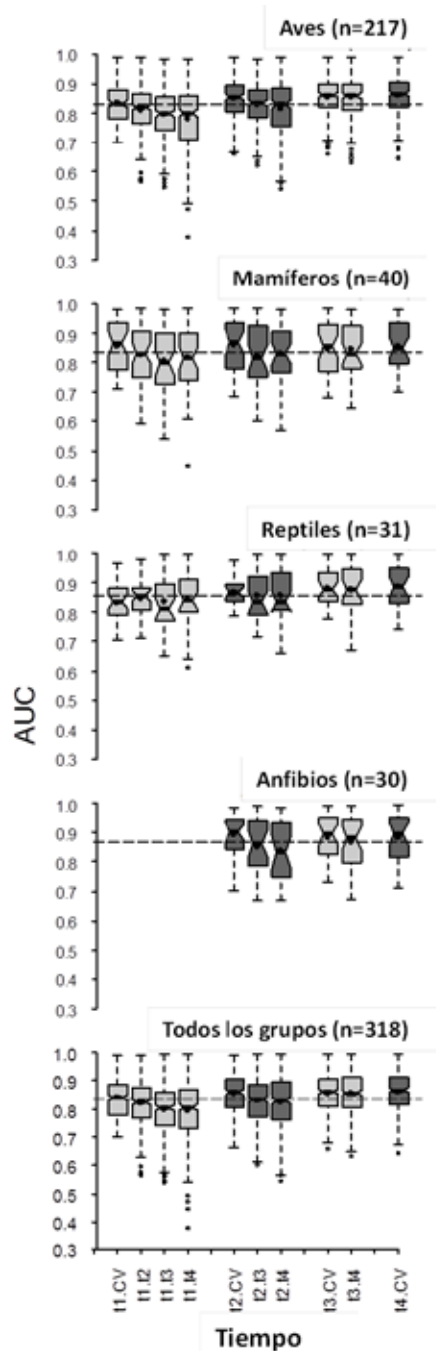 Aves (n=217)
1.0
0.9
0.8
0.7
0.6
0.5
0.4
0.3
Mamíferos (n=40)
1.0
0.9
0.8
0.7
0.6
0.5
0.4
0.3
Reptiles (n=31)
1.0
0.9
0.8
0.7
0.6
0.5
0.4
0.3
AUC
Anfibios (n=30)
1.0
0.9
0.8
0.7
0.6
0.5
0.4
0.3
Todos los grupos (n=318)
1.0
0.9
0.8
0.7
0.6
0.5
0.4
0.3
t1.CV
t1.t2
t1.t3
t1.t4
t2.CV
t2.t3
t2.t4
t3.CV
t3.t4
t4.CV
Tiempo